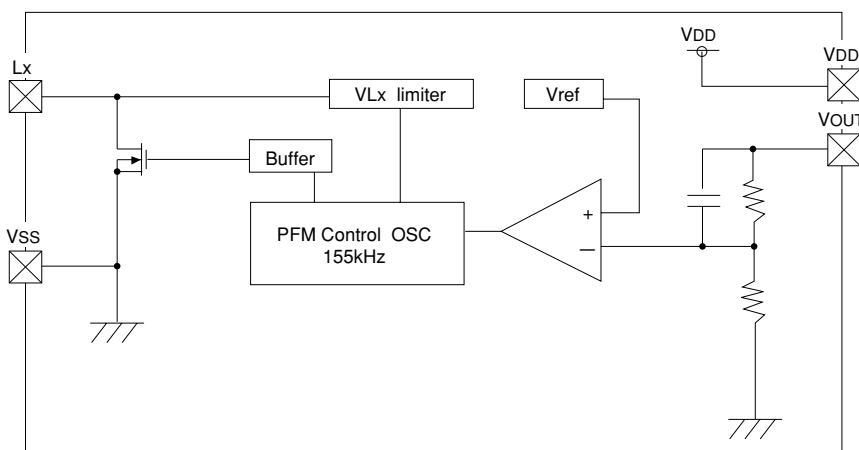 VDD
VDD
Lx
VLx limiter
Vref
VOUT
Buffer
+
PFM Control OSC
155kHz
—
VSS